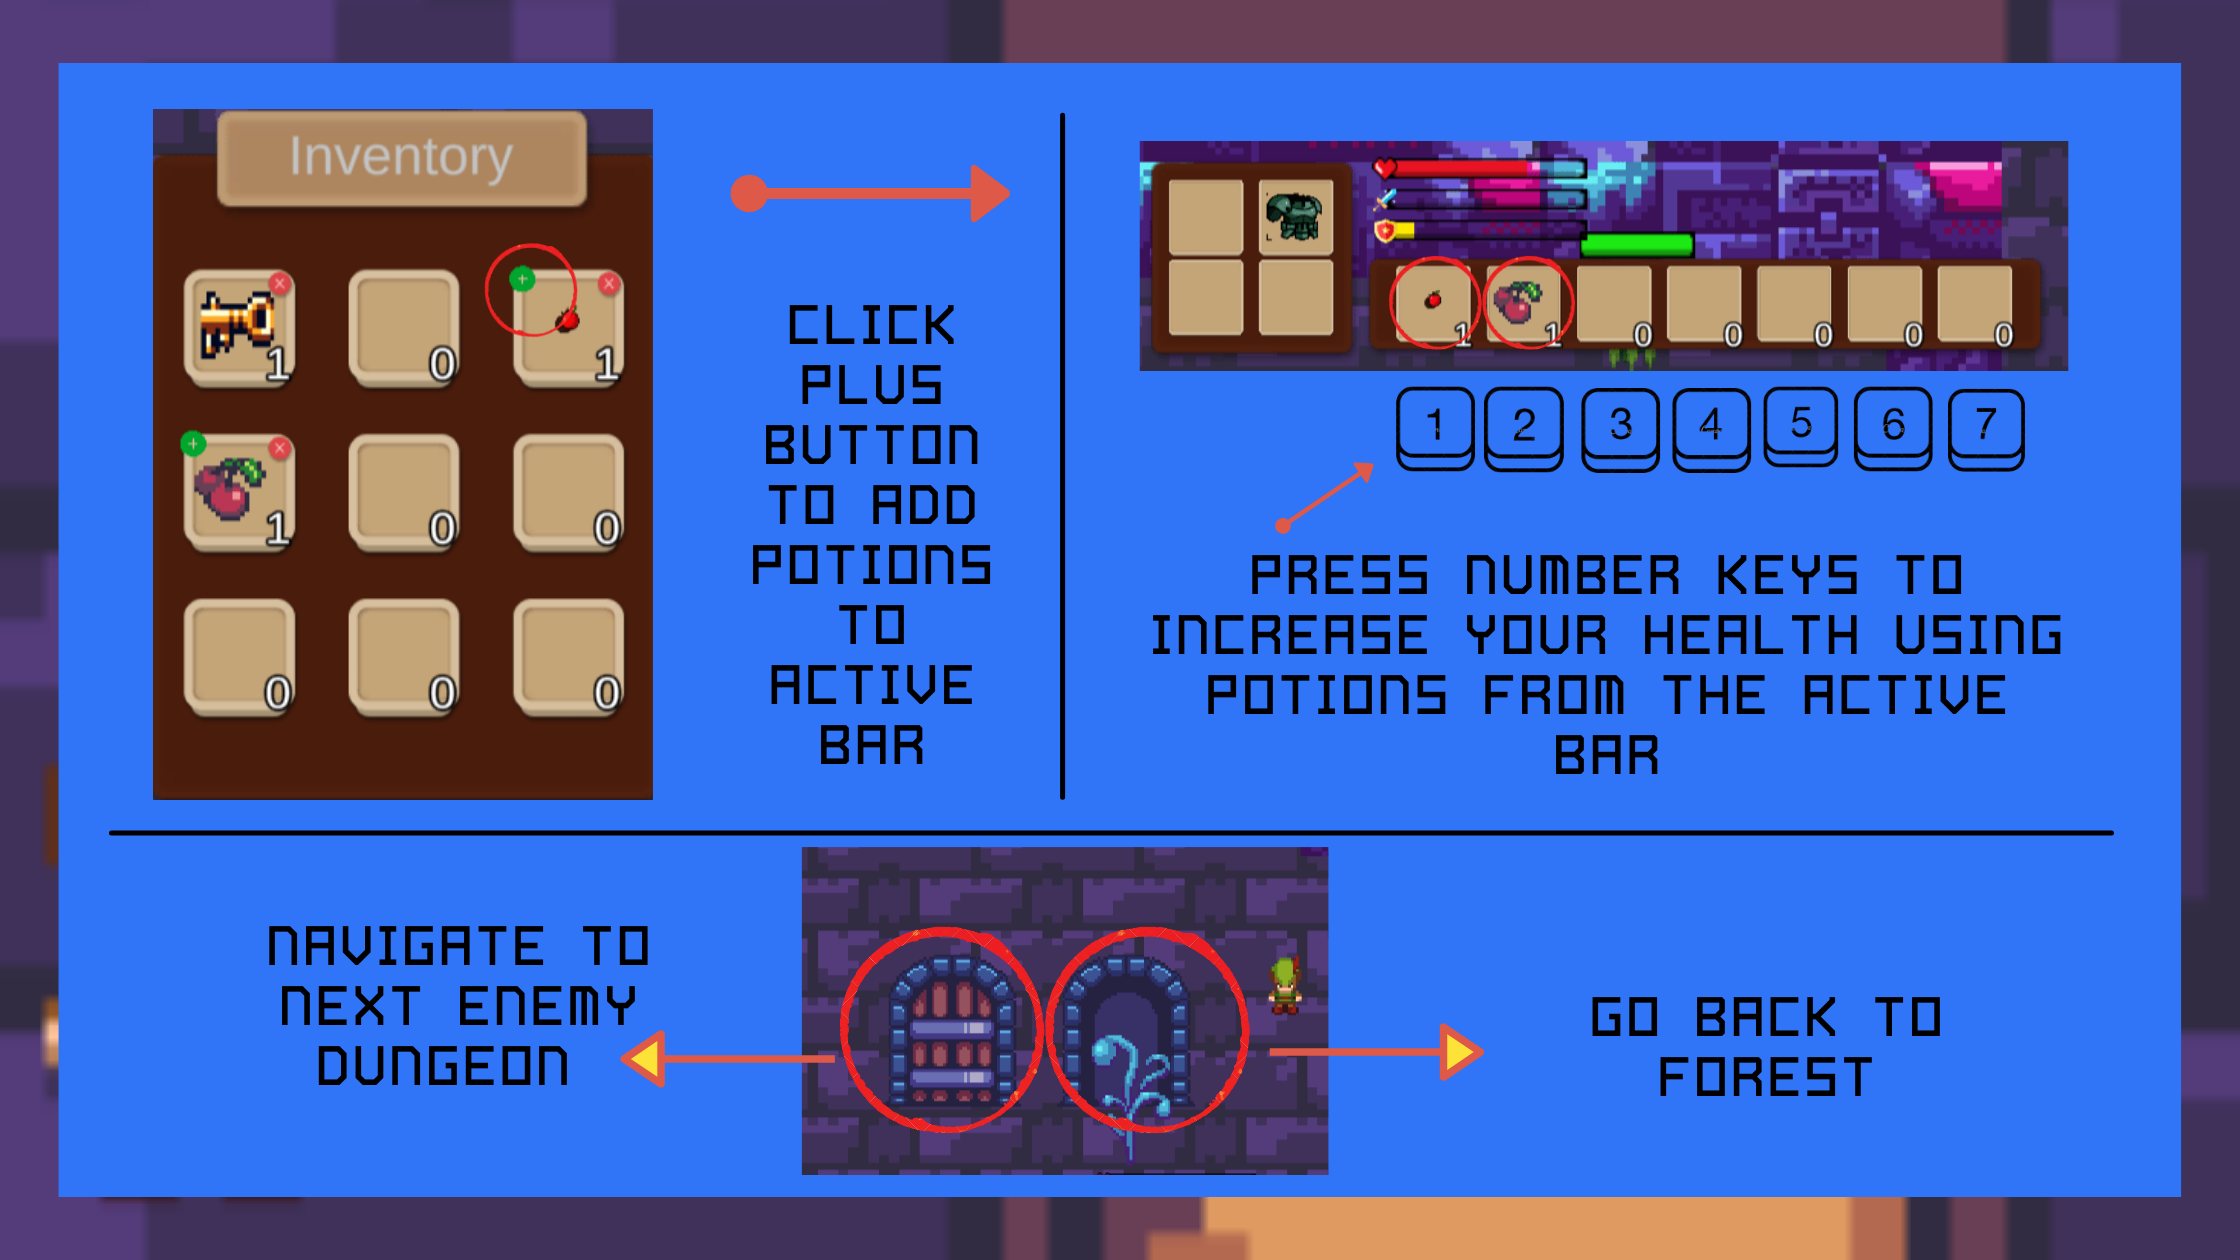 Inventory
1
0
1
1
0
0
0
0
0
CLICK
PLUS
BUTTON
TO ADD
POTIONS
TO
ACTIVE
BAR
1
1
0
0
0
0
0
1
2
3
4
5
6
7
PRESS NUMBER KEYS TO
INCREASE YOUR HEALTH USING
POTIONS FROM THE ACTIVE
BAR
NAVIGATE TO
NEXT ENEMY
DUNGEON
GO BACK TO
FOREST